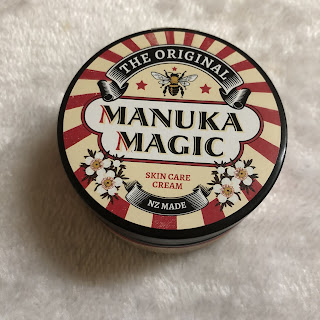 THE ORIGINAL
MANUKA
MAGIC
SKIN CARE
CREAM
NZ MADE